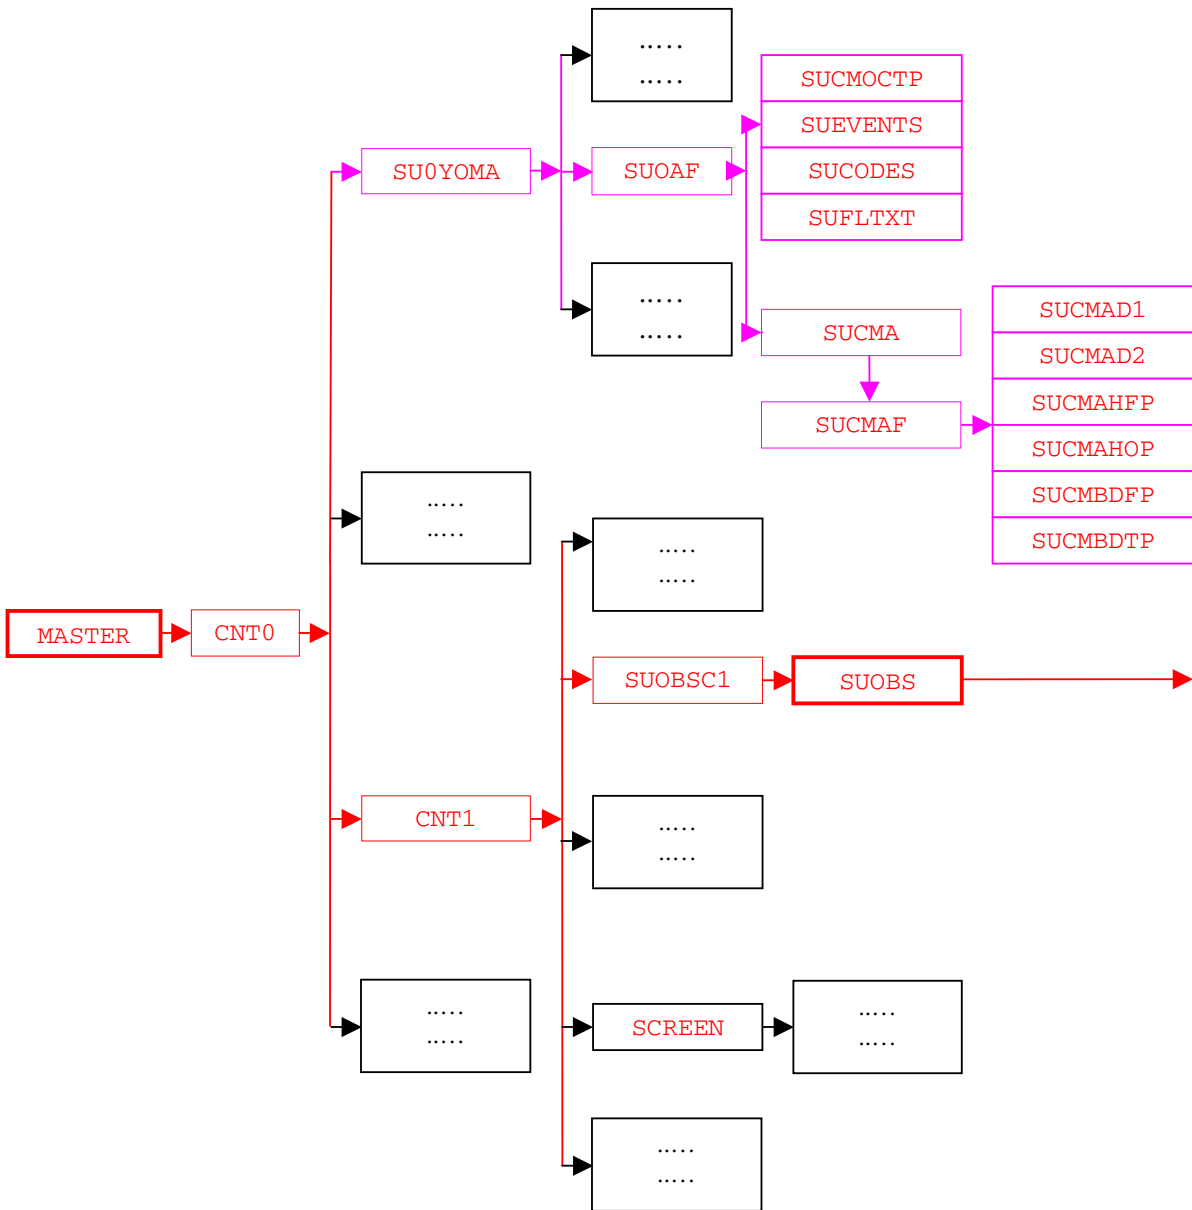 .....
.....
SUCMOCTP
SUEVENTS
SU0YOMA
SUOAF
SUCODES
SUFLTXT
.....
.....
SUCMA
SUCMAF
SUCMAD1
SUCMAD2
SUCMAHFP
SUCMAHOP
SUCMBDFP
SUCMBDTP
.....
.....
.....
.....
MASTER
CNT0
SUOBSC1
SUOBS
CNT1
.....
.....
.....
.....
SCREEN
.....
.....
.....
.....